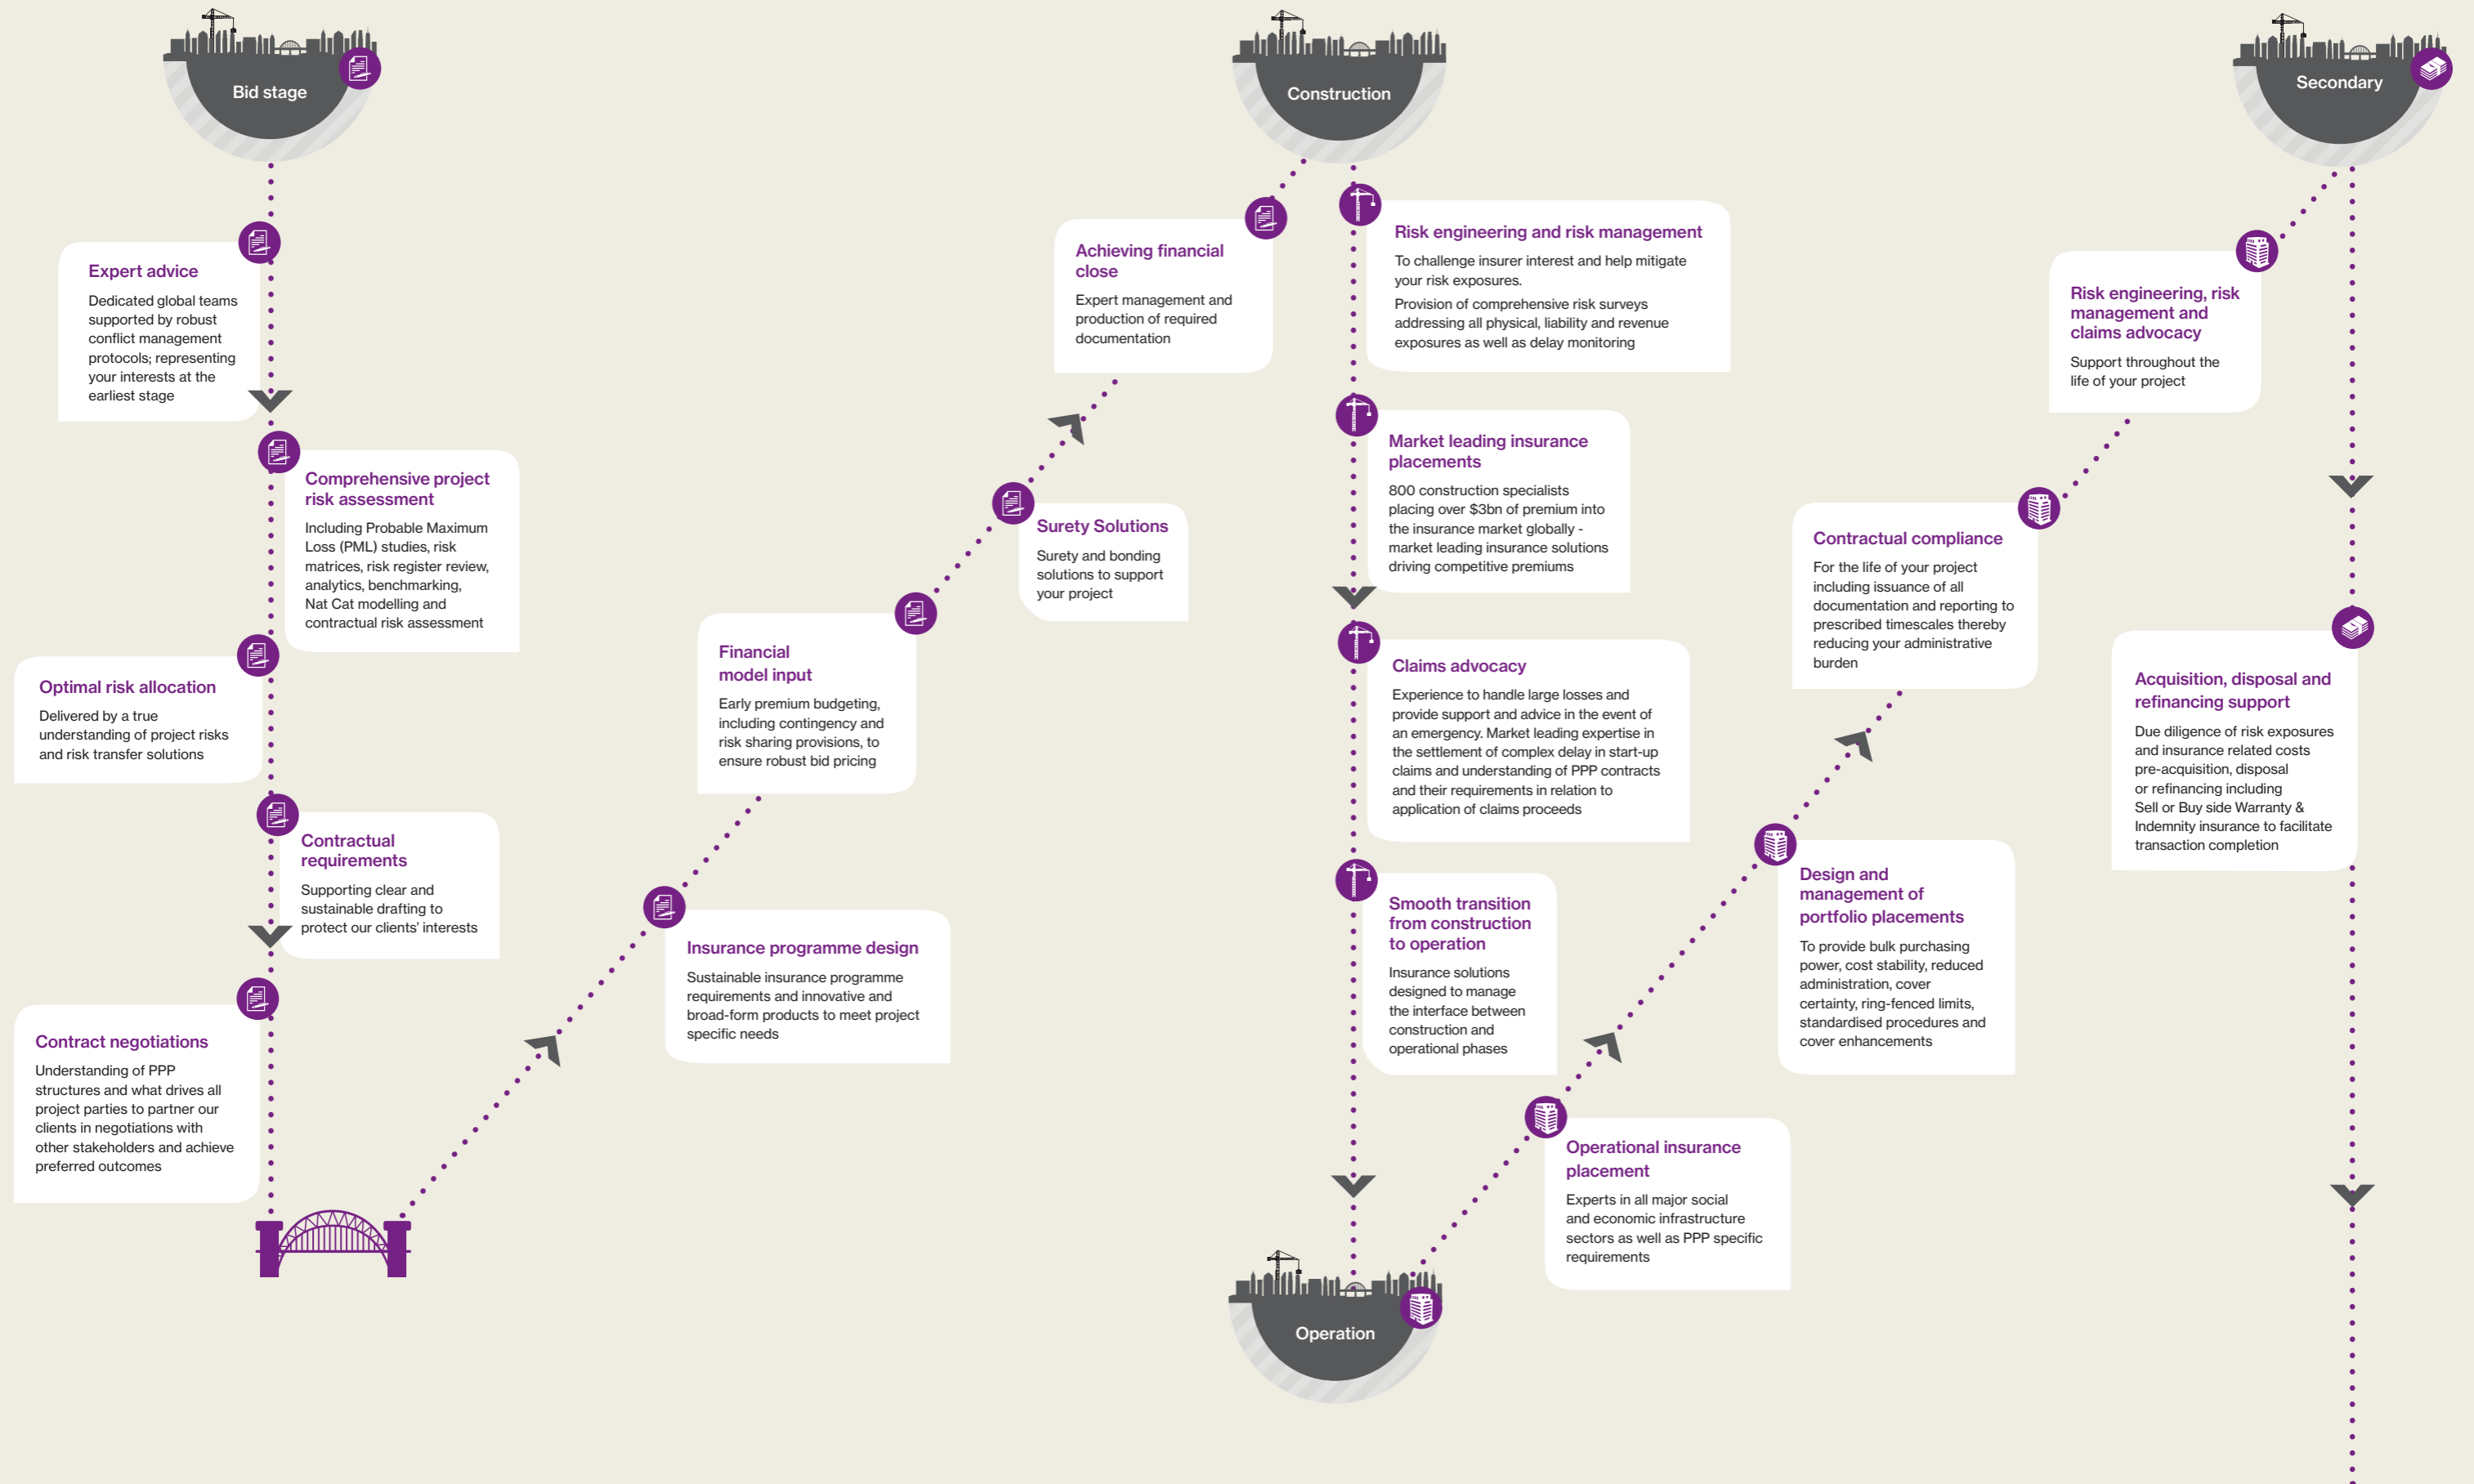 Bid stage
Expert advice
Dedicated global teams
supported by robust
conflict management
protocols; representing
your interests at the
earliest stage
Comprehensive project
risk assessment
Including Probable Maximum
Loss (PML) studies, risk
matrices, risk register review,
analytics, benchmarking,
Nat Cat modelling and
contractual risk assessment
Optimal risk allocation
Delivered by a true
understanding of project risks
and risk transfer solutions
Contractual
requirements
Supporting clear and
sustainable drafting to
protect our clients' interests
Contract negotiations
Understanding of PPP
structures and what drives all
project parties to partner our
clients in negotiations with
other stakeholders and achieve
preferred outcomes
Insurance programme design
Sustainable insurance programme
requirements and innovative and
broad-form products to meet project
specific needs
Financial
model input
Early premium budgeting,
including contingency and
risk sharing provisions, to
ensure robust bid pricing
Surety Solutions
Surety and bonding
solutions to support
your project
Achieving financial
close
Expert management and
production of required
documentation
Construction
Risk engineering and risk management
To challenge insurer interest and help mitigate
your risk exposures.
Provision of comprehensive risk surveys
addressing all physical, liability and revenue
exposures as well as delay monitoring
Market leading insurance
placements
800 construction specialists
placing over $3bn of premium into
the insurance market globally -
market leading insurance solutions
driving competitive premiums
Claims advocacy
Experience to handle large losses and
provide support and advice in the event of
an emergency. Market leading expertise in
the settlement of complex delay in start-up
claims and understanding of PPP contracts
and their requirements in relation to
application of claims proceeds
Smooth transition
from construction
to operation
Insurance solutions
designed to manage
the interface between
construction and
operational phases
Operation
Operational insurance
placement
Experts in all major social
and economic infrastructure
sectors as well as PPP specific
requirements
Design and
management of
portfolio placements
To provide bulk purchasing
power, cost stability, reduced
administration, cover
certainty, ring-fenced limits,
standardised procedures and
cover enhancements
Contractual compliance
For the life of your project
including issuance of all
documentation and reporting to
prescribed timescales thereby
reducing your administrative
burden
Risk engineering, risk
management and
claims advocacy
Support throughout the
life of your project
Secondary
Acquisition, disposal and
refinancing support
Due diligence of risk exposures
and insurance related costs
pre-acquisition, disposal
or refinancing including
Sell or Buy side Warranty &
Indemnity insurance to facilitate
transaction completion